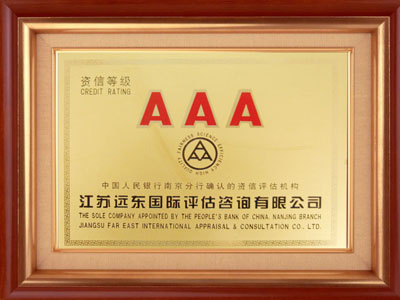 资信等级
CREDIT RATING
AAA
FAIRNESS SCIENCE
中国人民银行南京分行确认的资信评估机构
江苏远东国际评估咨询有限公司
THE SOLE COMPANY APPOINTED BY THE PEOPLE'S BANK OF CHINA. NANJING BRANCH
JIANGSU FAR EAST INTERNATIONAL APPRAISAL & CONSULTATION CO., LTD.